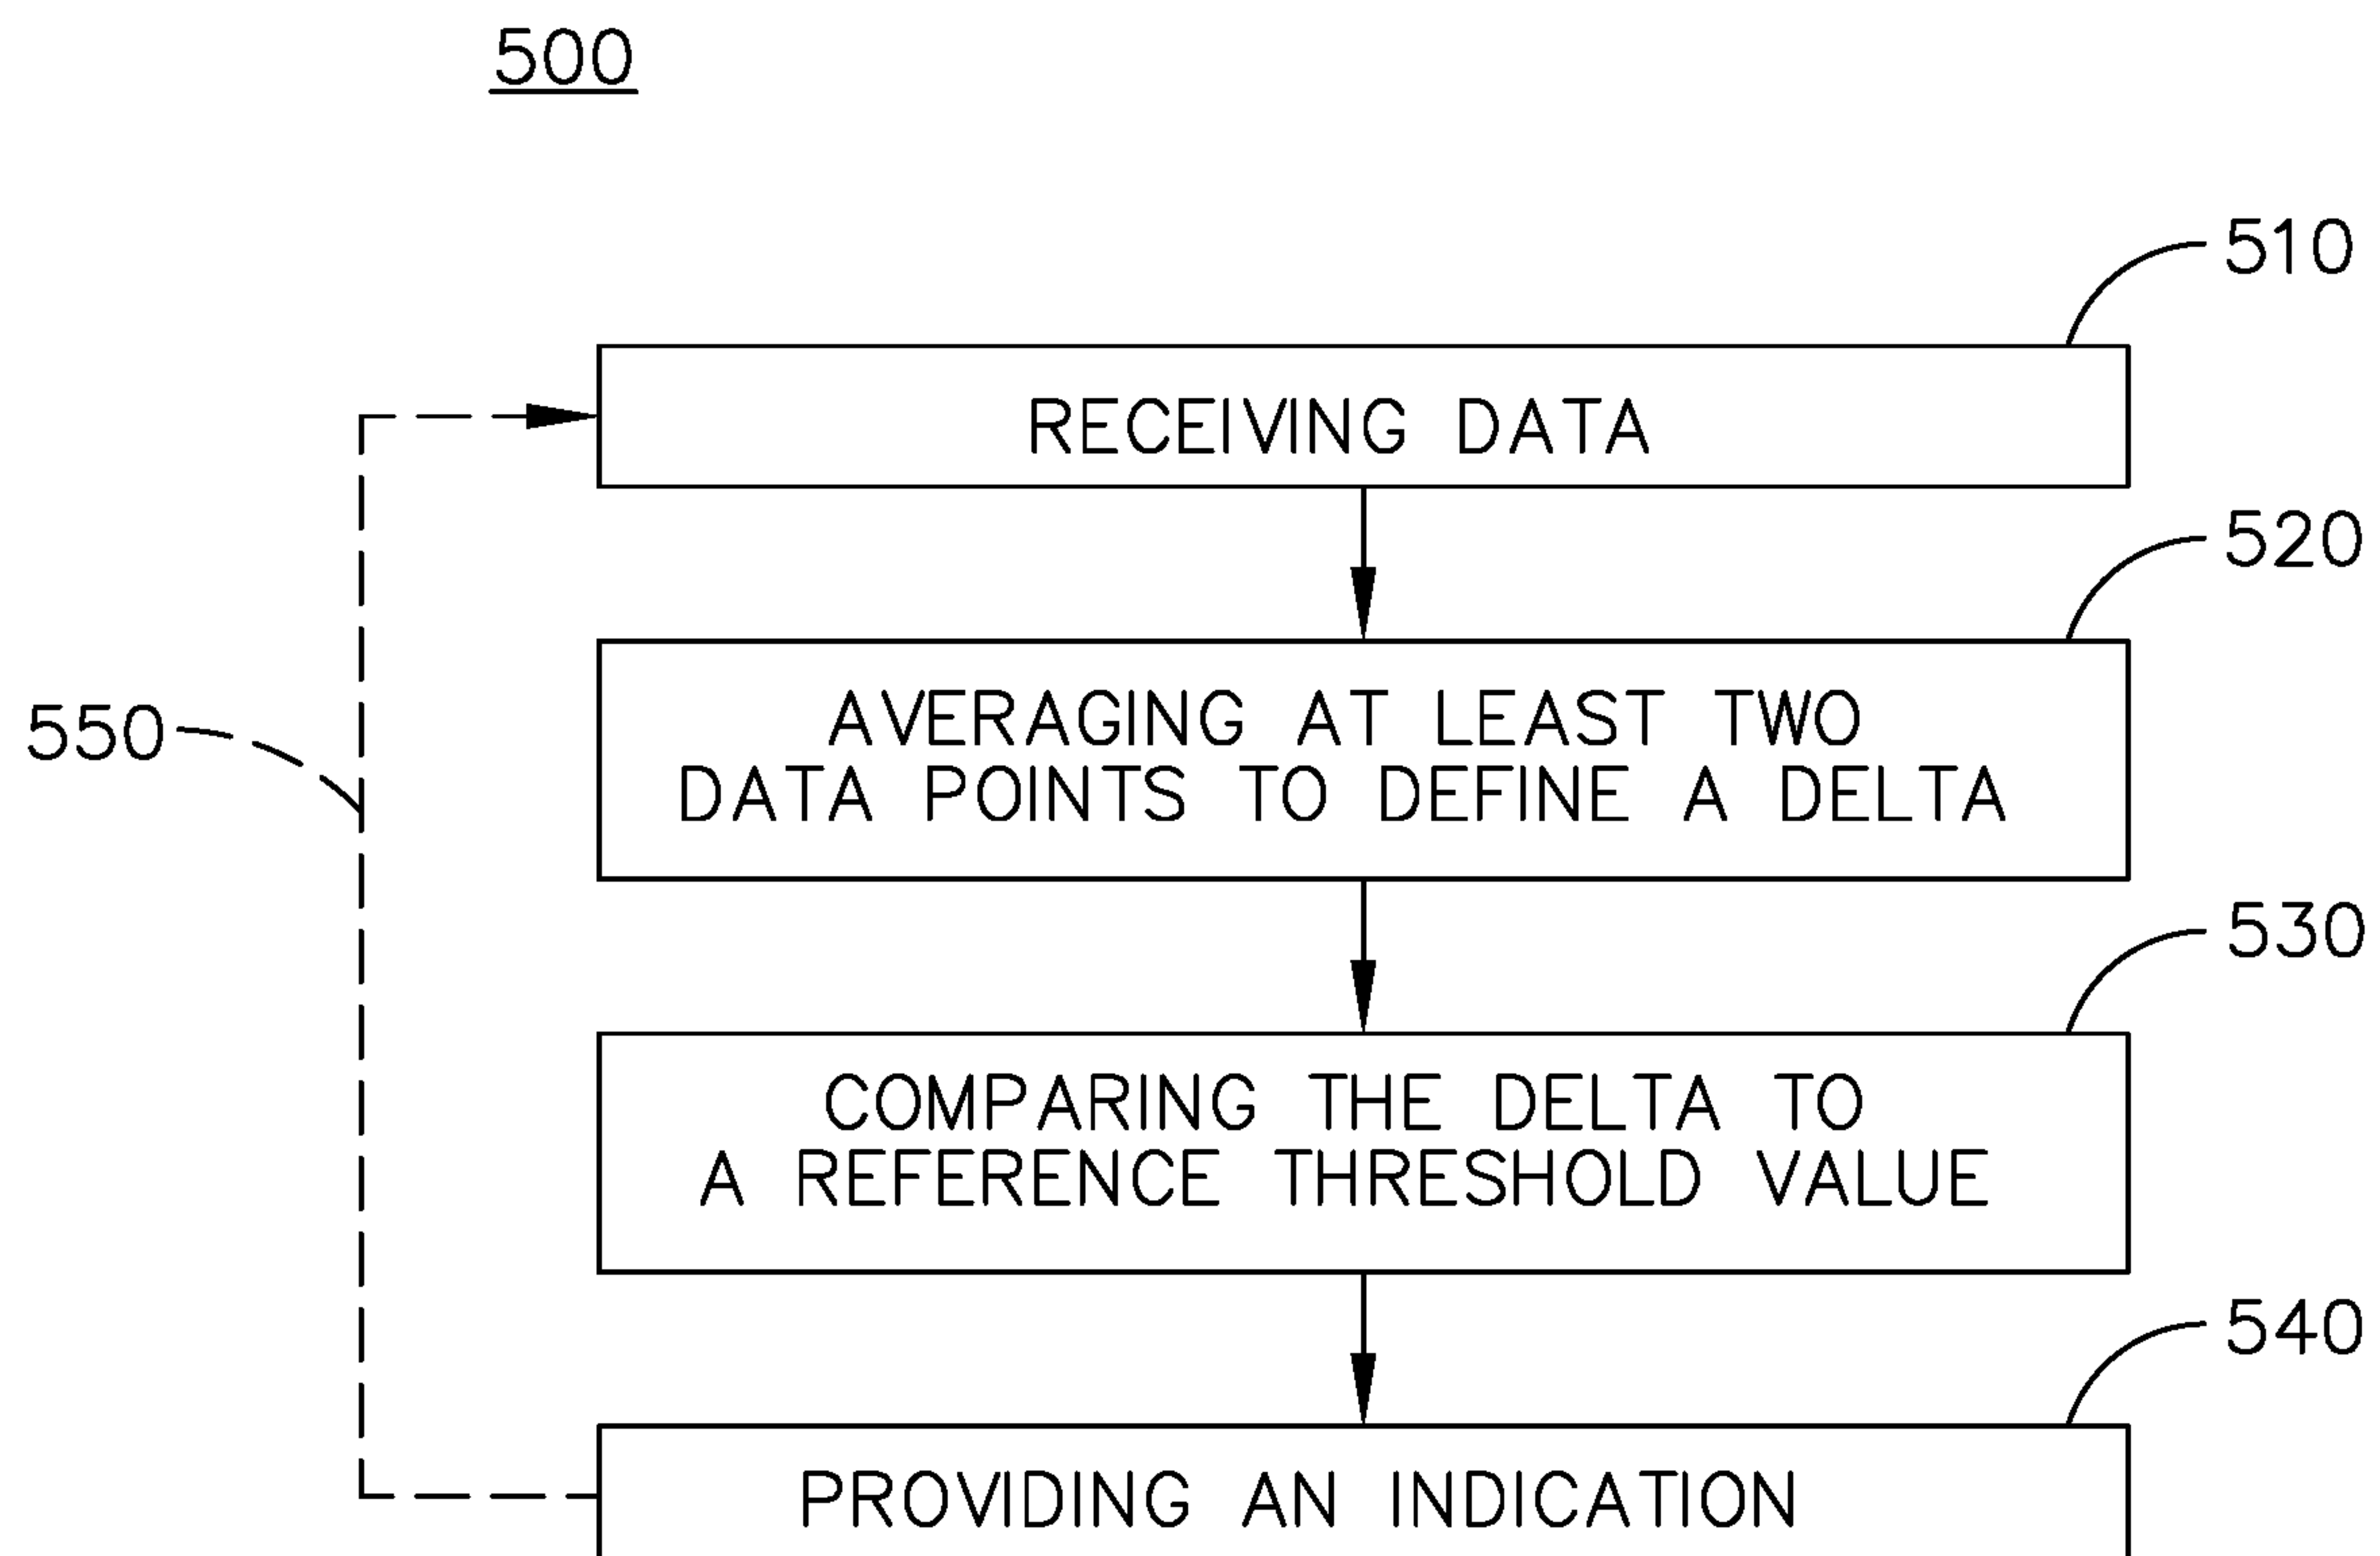 500
510
RECEIVING DATA
520
AVERAGING AT LEAST TWO
DATA POINTS TO DEFINE A DELTA
550
530
COMPARING THE DELTA TO
A REFERENCE THRESHOLD VALUE
540
PROVIDING AN INDICATION